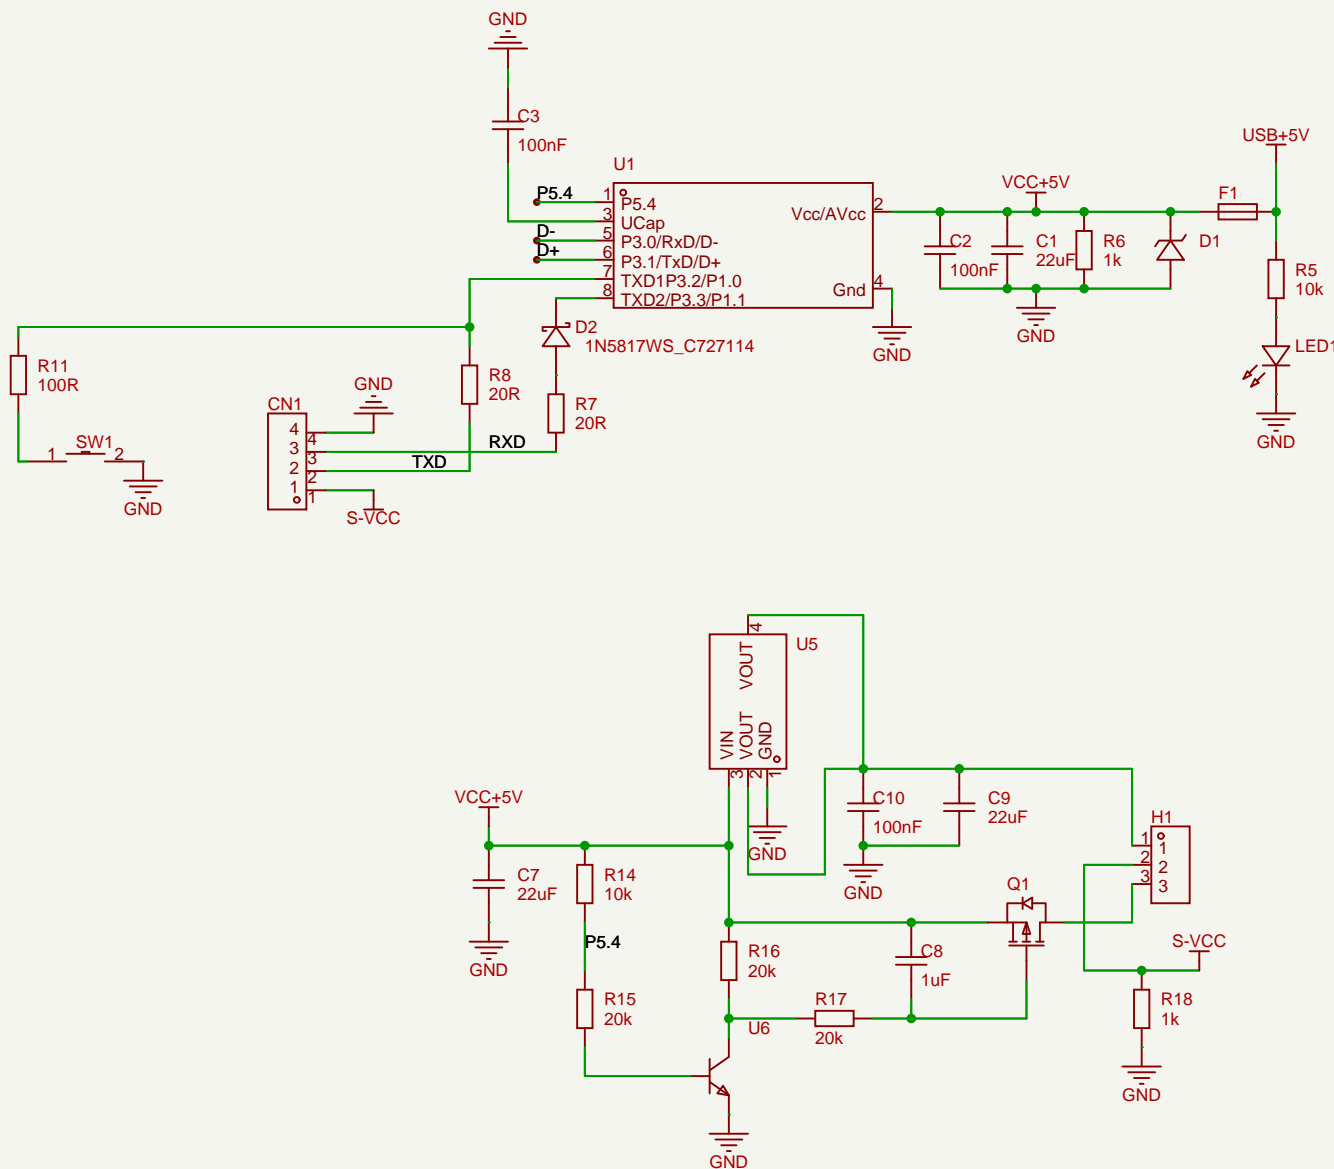 GND
C3
100nF
U1
P5.4
1
P5.4
3
UCap
D-
5
P3.0/RxD/D-
D+
6
P3.1/TxD/D+
7
TXD1P3.2/P1.0
8
TXD2/P3.3/P1.1
Vcc/AVcc
2
Gnd
4
GND
VCC+5V
C2
100nF
C1
22uF
R6
1k
D1
GND
F1
USB+5V
R5
10k
LED1
GND
D2
1N5817WS_C727114
R11
100R
R8
20R
R7
20R
GND
CN1
4
4
3
3
2
2
1
1
RXD
TXD
S-VCC
SW1
1
2
GND
U5
4
VOUT
VIN
VOUT
GND
3
2
1
GND
VCC+5V
C7
22uF
GND
R14
10k
P5.4
R15
20k
C10
100nF
C9
22uF
GND
H1
1
1
2
2
3
3
Q1
R16
20k
C8
1uF
U6
R17
20k
S-VCC
R18
1k
GND
GND